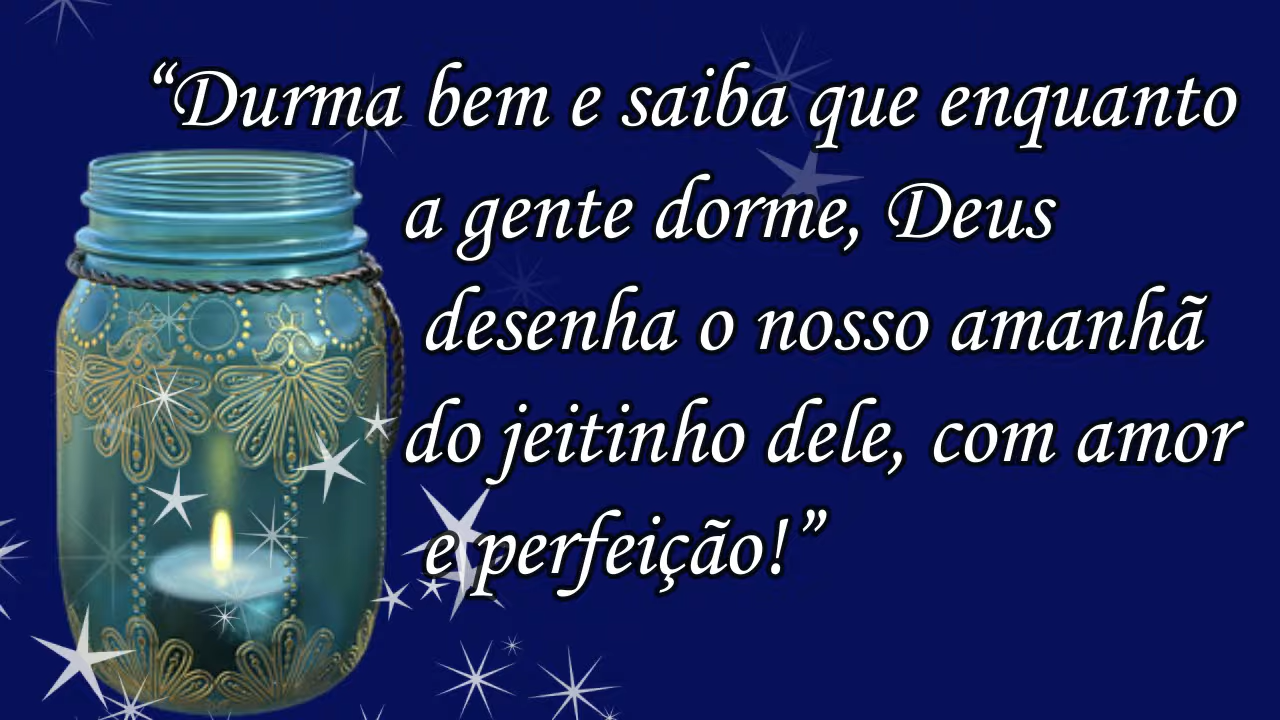 “Durma bem e saiba que enquanto
a gente dorme, Deus
desenha o nosso amanhã
do jeitinho dele, com amor
e perfeição!”